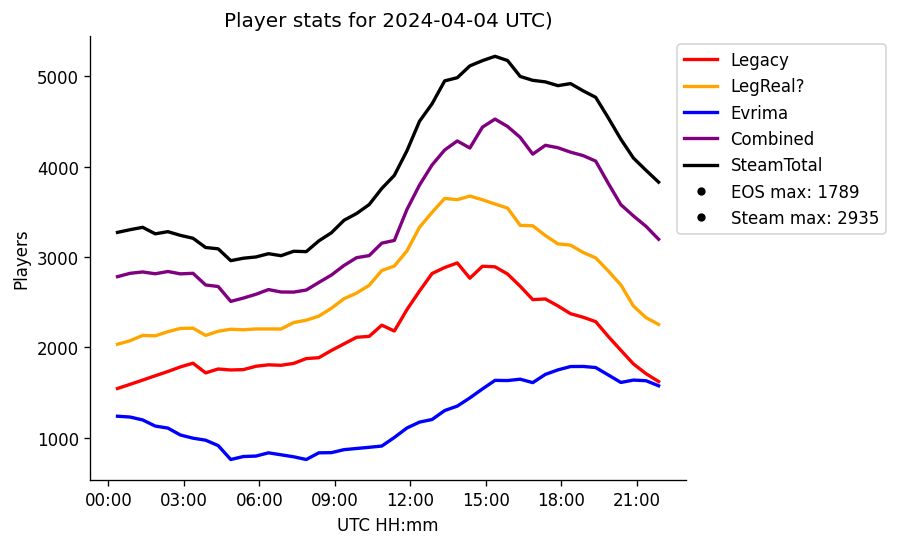 Player stats for 2024-04-04 UTC)
Legacy
LegReal?
Evrima
Combined
SteamTotal
EOS max: 1789
Steam max: 2935
Players
5000
4000
3000
2000
1000
00:00 03:00 06:00 09:00 12:00 15:00 18:00 21:00
UTC HH:mm